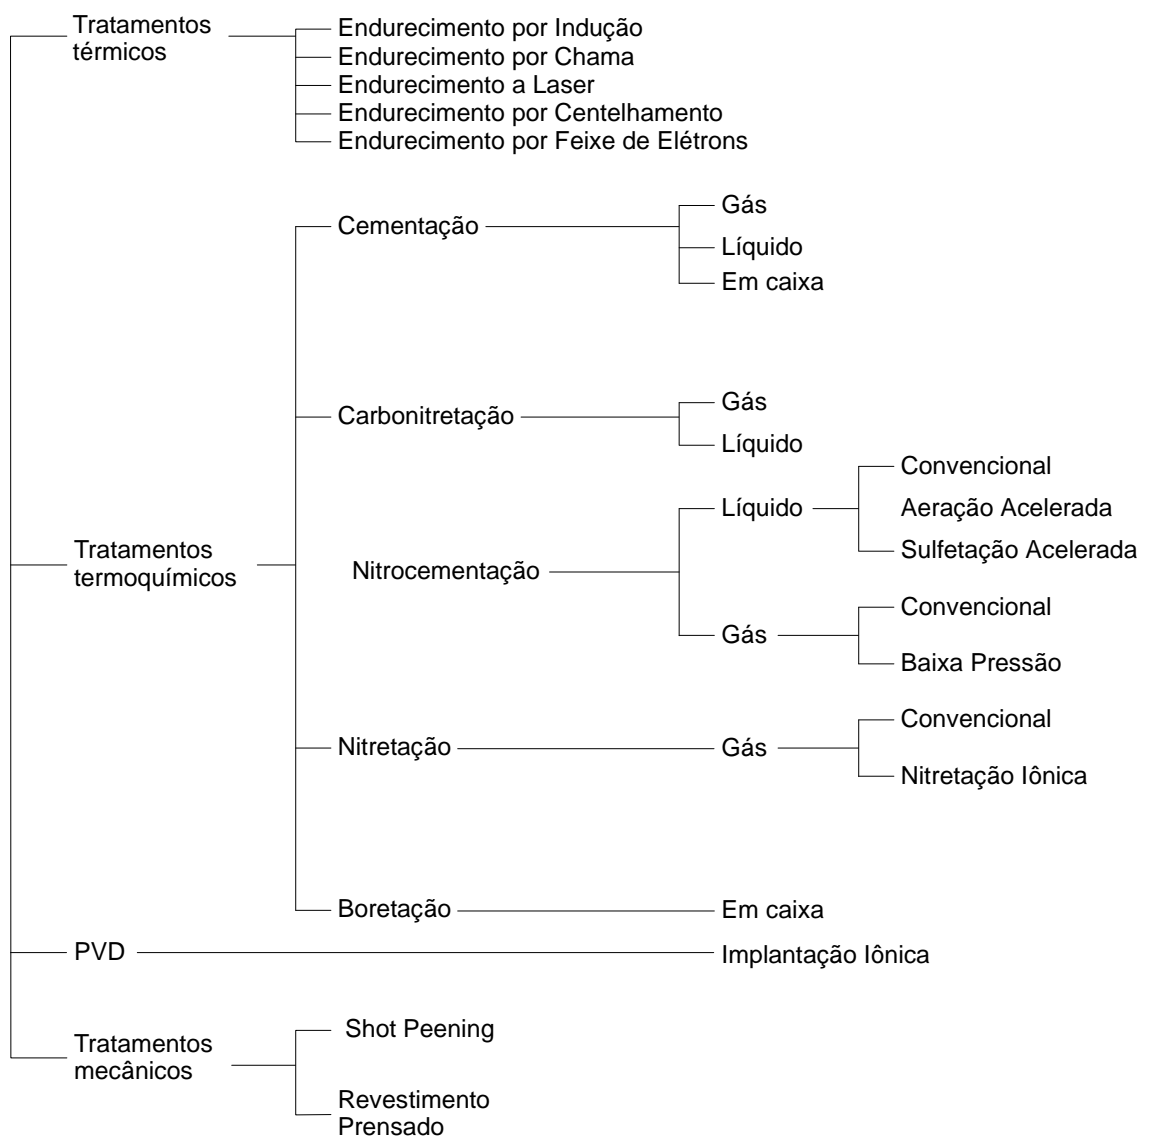 Tratamentos
térmicos
Endurecimento por Indução
Endurecimento por Chama
Endurecimento a Laser
Endurecimento por Centelhamento
Endurecimento por Feixe de Elétrons
Tratamentos
termoquímicos
Cementação
Gás
Líquido
Em caixa
Carbonitretação
Gás
Líquido
Nitrocementação
Líquido
Convencional
Aeração Acelerada
Sulfetação Acelerada
Gás
Convencional
Baixa Pressão
Nitretação
Gás
Convencional
Nitretação Iônica
Boretação
Em caixa
PVD
Implantação Iônica
Tratamentos
mecânicos
Shot Peening
Revestimento
Prensado